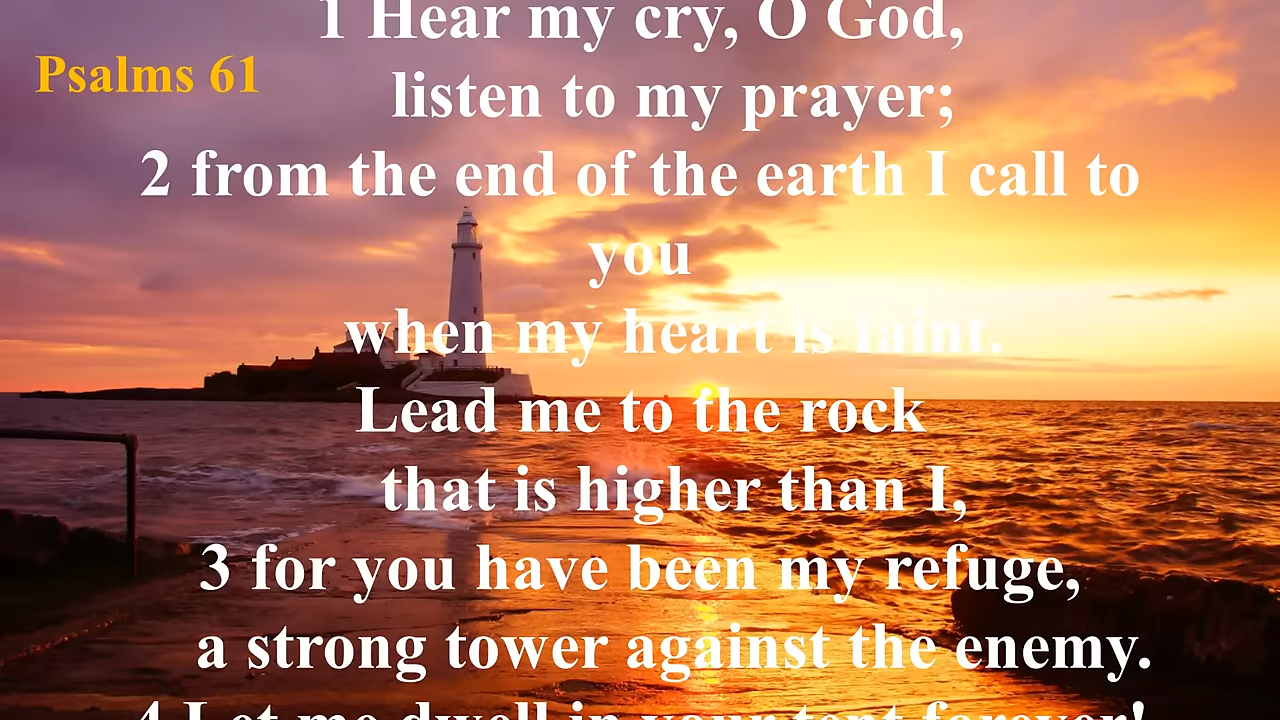 1 Hear my cry, O God,
Psalms 61
listen to my prayer;
2 from the end of the earth I call to
you
when my heart is faint.
Lead me to the rock
that is higher than I,
3 for you have been my refuge,
a strong tower against the enemy.
4 Let me dwell in your tent forever!